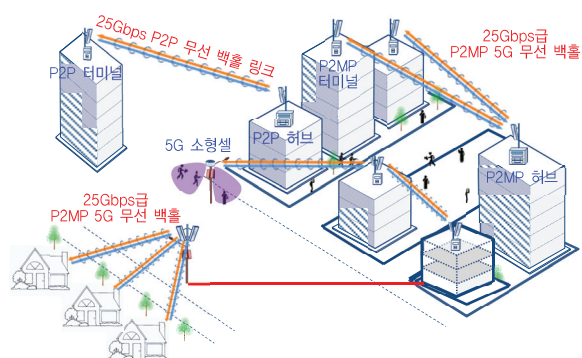 25Gbps P2P 무선 백홀 링크
25Gbps급
P2MP 5G 무선 백홀
P2P 터미널
P2MP
터미널
5G 소형셀
P2P 허브
P2MP 허브
25Gbps급
P2MP 5G 무선 백홀